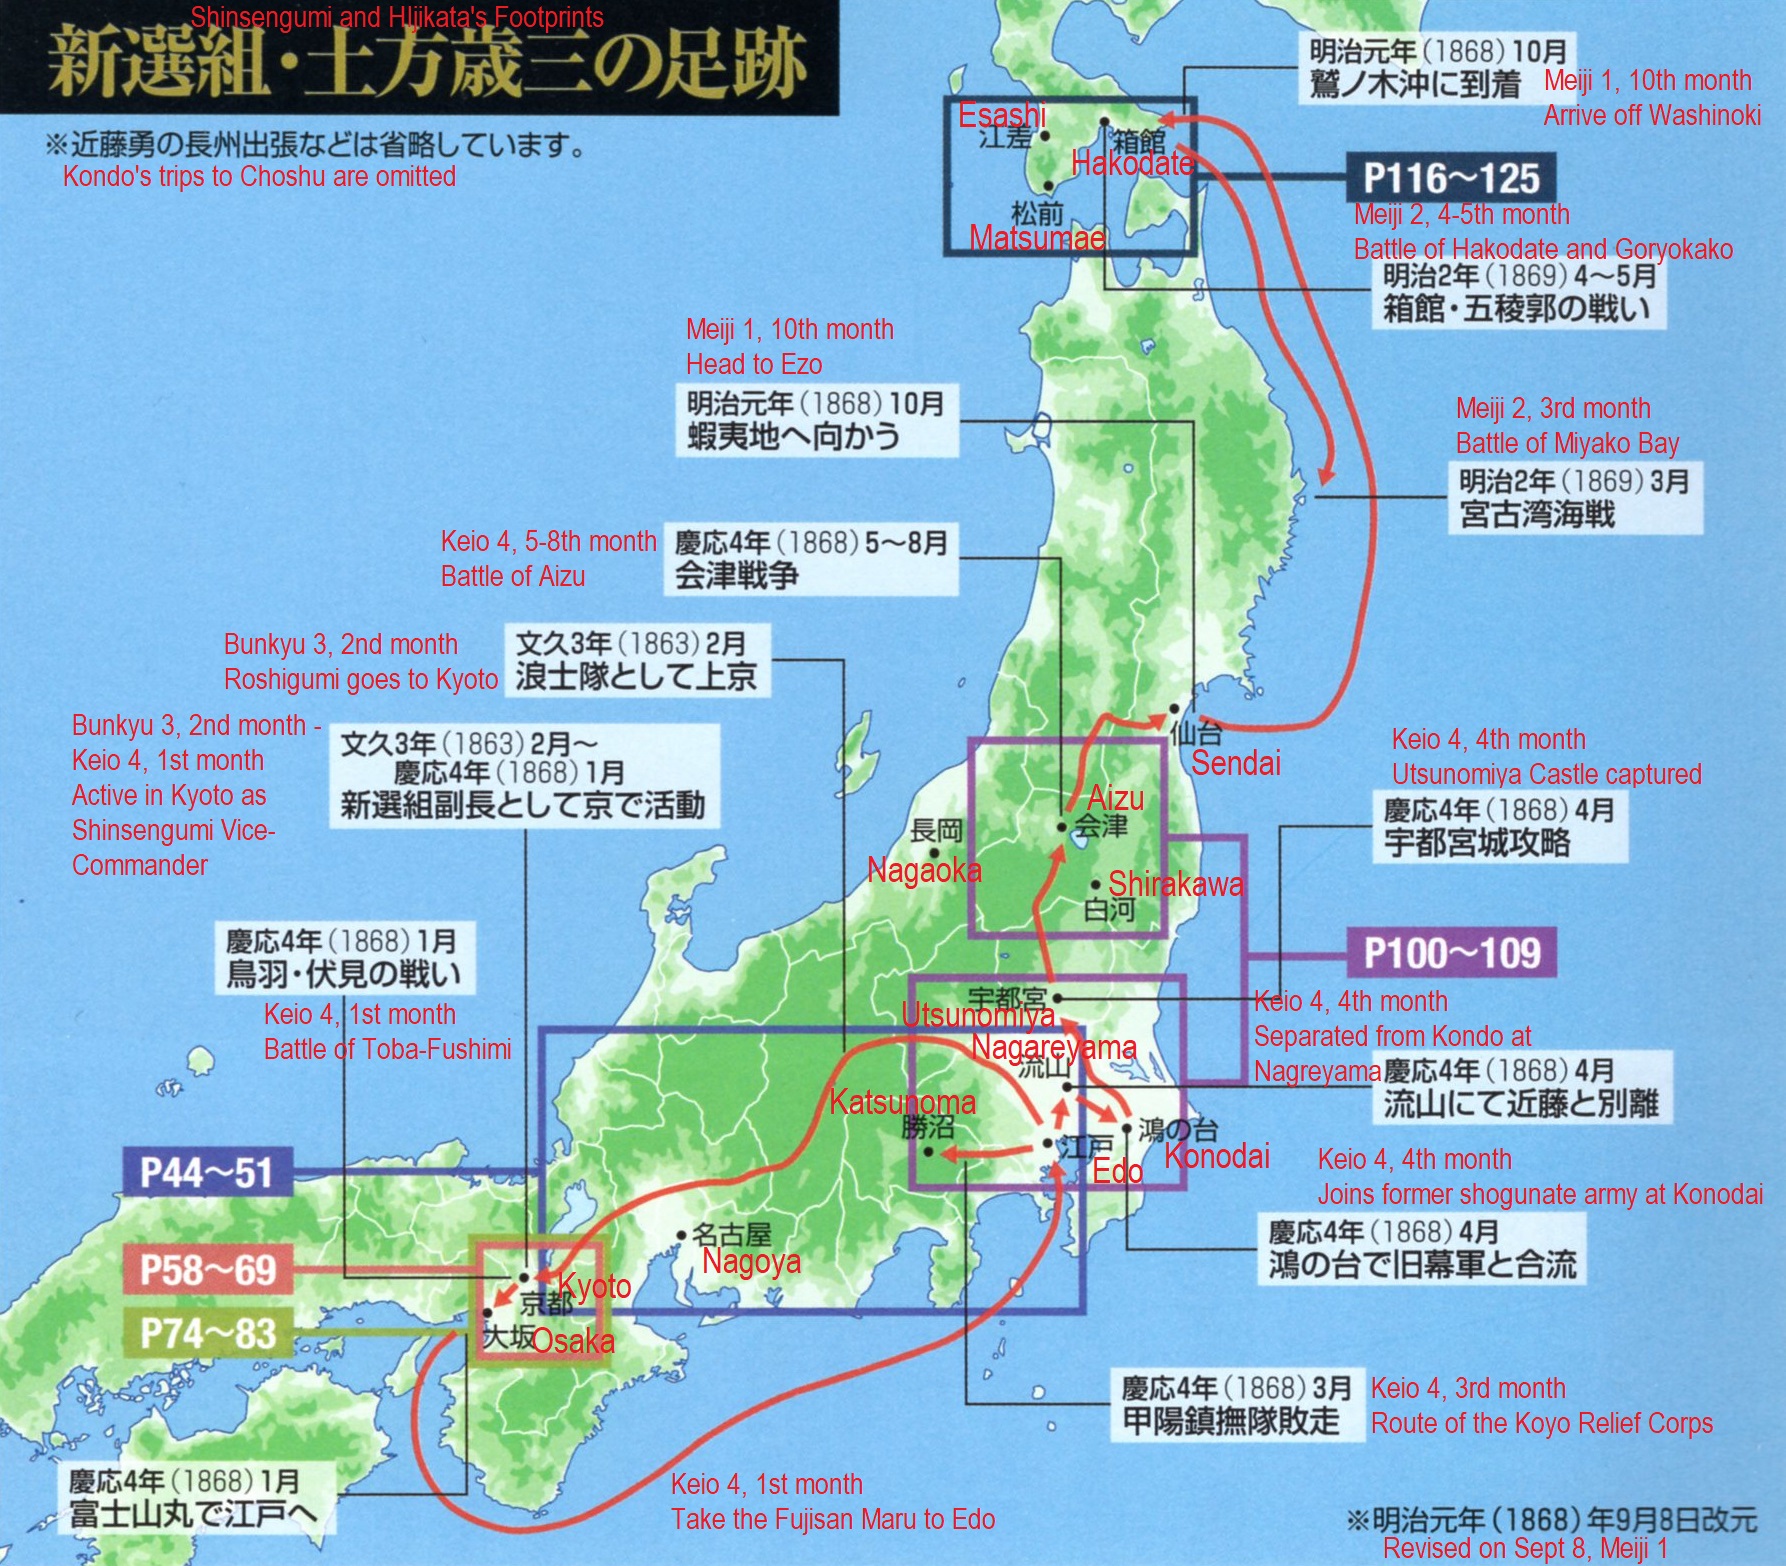 Shinsengumi and HIjikata's Footprints
新選組・土方歳三の足跡
※近藤勇の長州出張などは省略しています。
Kondo's trips to Choshu are omitted
明治元年(1868)10月
鷲ノ木沖に到着
Meiji 1, 10th month
Arrive off Washinoki
Esashi
江差
箱館
Hakodate
松前
Matsumae
P116〜125
Meiji 2, 4-5th month
Battle of Hakodate and Goryokako
明治2年(1869)4〜5月
箱館・五稜郭の戦い
Meiji 1, 10th month
Head to Ezo
明治元年(1868)10月
蝦夷地へ向かう
Meiji 2, 3rd month
Battle of Miyako Bay
明治2年(1869)3月
宮古湾海戦
Keio 4, 5-8th month
Battle of Aizu
慶応4年(1868)5〜8月
会津戦争
Bunkyu 3, 2nd month
Roshigumi goes to Kyoto
文久3年(1863)2月
浪士隊として上京
Bunkyu 3, 2nd month -
Keio 4, 1st month
Active in Kyoto as
Shinsengumi Vice-
Commander
文久3年(1863)2月〜
慶応4年(1868)1月
新選組副長として京で活動
仙台
Sendai
Keio 4, 4th month
Utsunomiya Castle captured
慶応4年(1868)4月
宇都宮城攻略
Aizu
会津
長岡
Nagaoka
Shirakawa
白河
P100〜109
慶応4年(1868)1月
鳥羽・伏見の戦い
Keio 4, 1st month
Battle of Toba-Fushimi
宇都宮
Utsunomiya
Nagareyama
流山
Keio 4, 4th month
Separated from Kondo at
Nagreyama
慶応4年(1868)4月
流山にて近藤と別離
Katsunoma
勝沼
江戸
Edo
鴻の台
Konodai
Keio 4, 4th month
Joins former shogunate army at Konodai
慶応4年(1868)4月
鴻の台で旧幕軍と合流
P44〜51
P58〜69
P74〜83
名古屋
Nagoya
Kyoto
京都
大坂
Osaka
慶応4年(1868)3月
甲陽鎮撫隊敗走
Keio 4, 3rd month
Route of the Koyo Relief Corps
慶応4年(1868)1月
富士山丸で江戸へ
Keio 4, 1st month
Take the Fujisan Maru to Edo
※明治元年(1868)年9月8日改元
Revised on Sept 8, Meiji 1